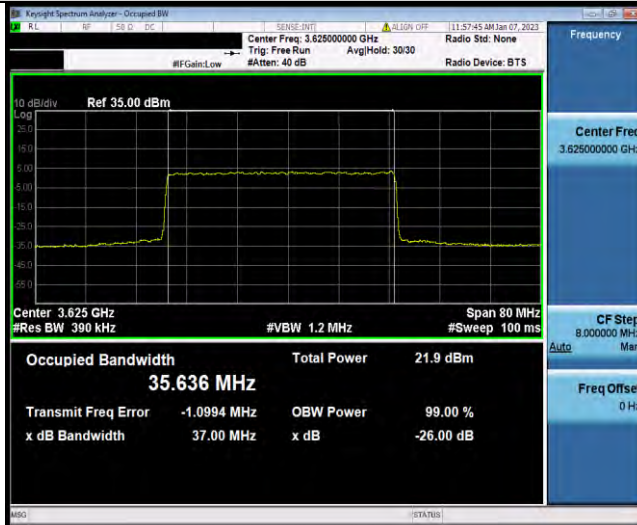 Keysight Spectrum Analyzer - Occupied BW
RL RF 50 Ω DC SENSE:INT ALIGN OFF 11:57:45 AM Jan 07, 2023
Center Freq: 3.625000000 GHz Radio Std: None
Trig: Free Run Avg|Hold: 30/30
#IFGain:Low #Atten: 40 dB Radio Device: BTS
10 dB/div Ref 35.00 dBm
Log
25.0
15.0
5.00
-5.00
-15.0
-25.0
-35.0
-45.0
-55.0
Center 3.625 GHz Span 80 MHz
#Res BW 390 kHz #VBW 1.2 MHz #Sweep 100 ms
Occupied Bandwidth Total Power 21.9 dBm
35.636 MHz
Transmit Freq Error -1.0994 MHz OBW Power 99.00 %
x dB Bandwidth 37.00 MHz x dB -26.00 dB
MSG STATUS
Frequency
Center Freq
3.625000000 GHz
CF Step
8.000000 MHz
Auto Man
Freq Offset
0 Hz